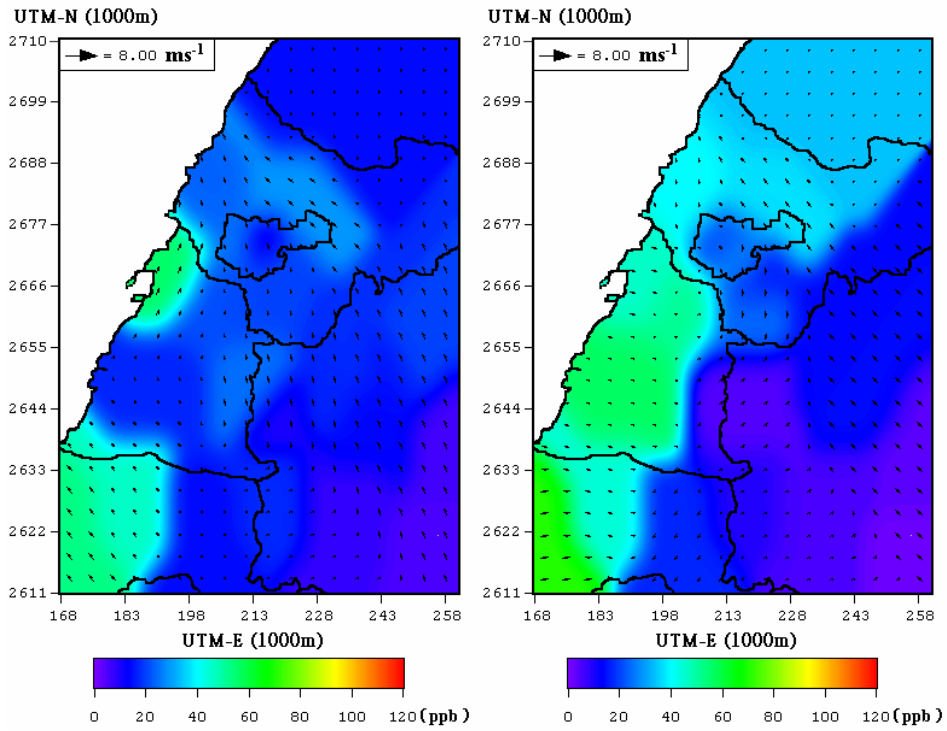 UTM-N (1000m)
2710
= 8.00 ms⁻¹
2699
2688
2677
2666
2655
2644
2633
2622
2611
168 183 198 213 228 243 258
UTM-E (1000m)
0 20 40 60 80 100 120 (ppb)
UTM-N (1000m)
2710
= 8.00 ms⁻¹
2699
2688
2677
2666
2655
2644
2633
2622
2611
168 183 198 213 228 243 258
UTM-E (1000m)
0 20 40 60 80 100 120 (ppb)